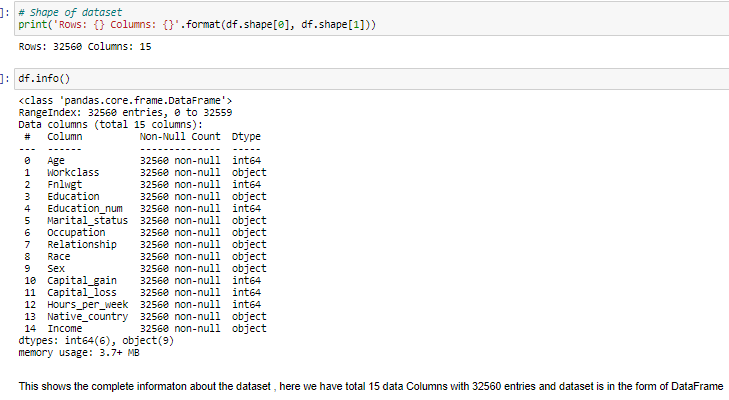 ]: # Shape of dataset
print('Rows: {} Columns: {}'.format(df.shape[0], df.shape[1]))
Rows: 32560 Columns: 15
]: df.info()
<class 'pandas.core.frame.DataFrame'>
RangeIndex: 32560 entries, 0 to 32559
Data columns (total 15 columns):
# Column Non-Null Count Dtype
--- ------ -------------- -----
0 Age 32560 non-null int64
1 Workclass 32560 non-null object
2 Fnlwgt 32560 non-null int64
3 Education 32560 non-null object
4 Education_num 32560 non-null int64
5 Marital_status 32560 non-null object
6 Occupation 32560 non-null object
7 Relationship 32560 non-null object
8 Race 32560 non-null object
9 Sex 32560 non-null object
10 Capital_gain 32560 non-null int64
11 Capital_loss 32560 non-null int64
12 Hours_per_week 32560 non-null int64
13 Native_country 32560 non-null object
14 Income 32560 non-null object
dtypes: int64(6), object(9)
memory usage: 3.7+ MB
This shows the complete informaton about the dataset , here we have total 15 data Columns with 32560 entries and dataset is in the form of DataFrame